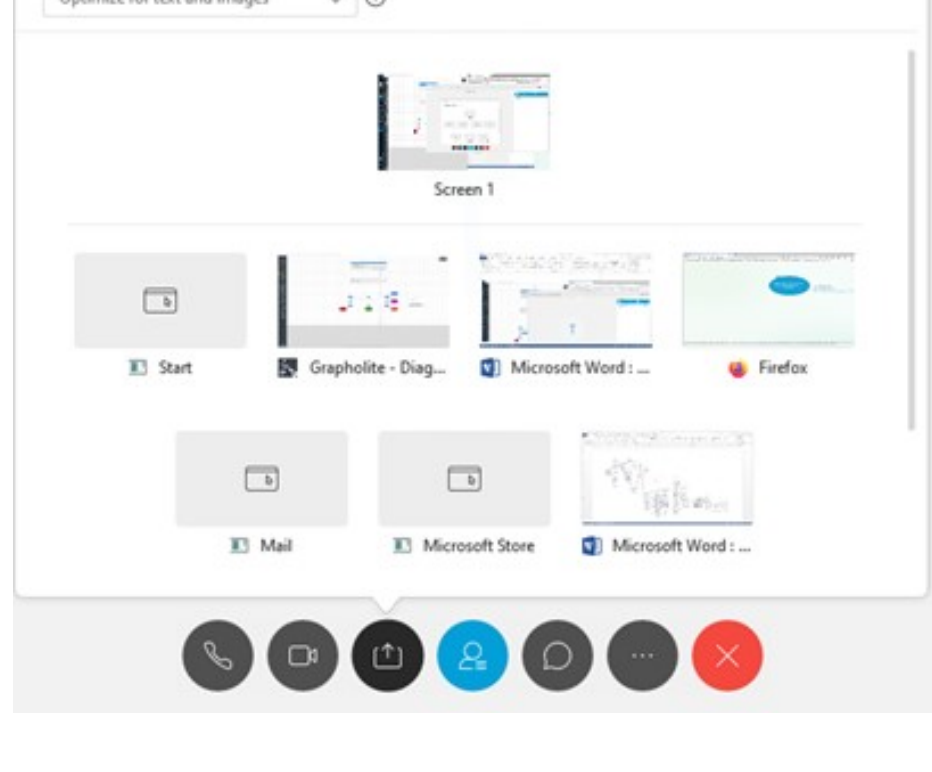 Optimize for text and images
Screen 1
Start
Grapholite - Diag...
Microsoft Word : ...
Firefox
Mail
Microsoft Store
Microsoft Word : ...